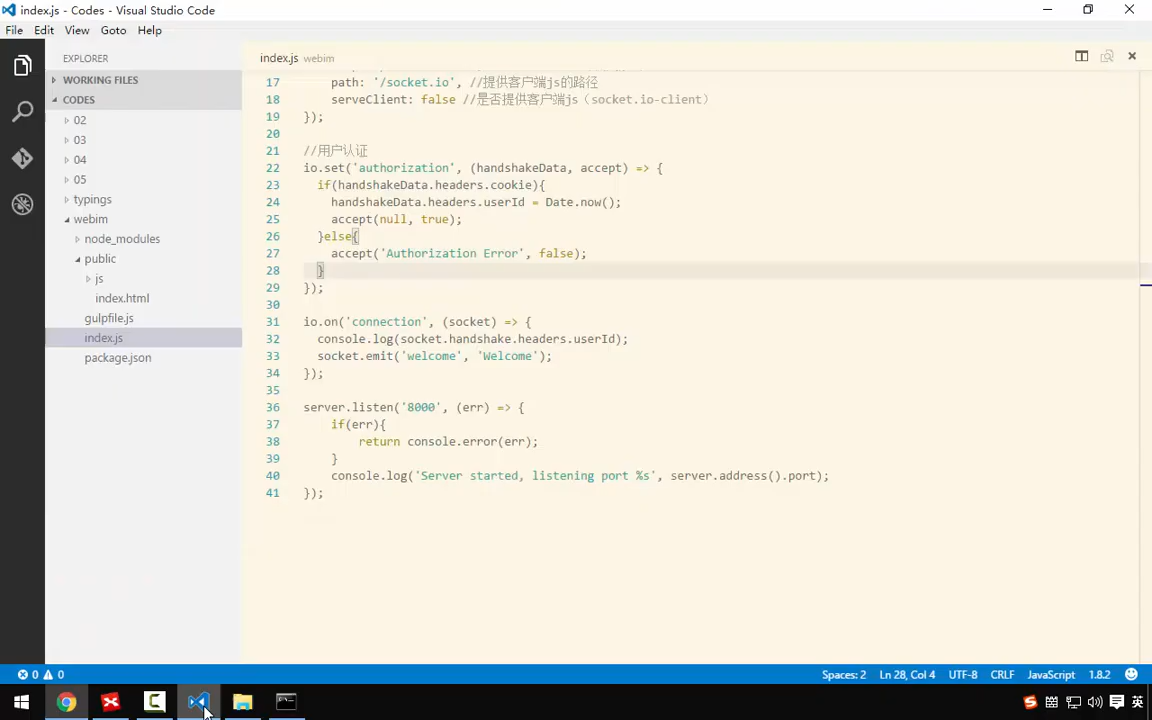 index.js - Codes - Visual Studio Code
File Edit View Goto Help
EXPLORER
WORKING FILES
CODES
02
03
04
05
typings
webim
node_modules
public
js
index.html
gulpfile.js
index.js
package.json
index.js webim
17 path: '/socket.io', //提供客户端js的路径
18 serveClient: false //是否提供客户端js（socket.io-client）
19 });
20
21 //用户认证
22 io.set('authorization', (handshakeData, accept) => {
23 if(handshakeData.headers.cookie){
24 handshakeData.headers.userId = Date.now();
25 accept(null, true);
26 }else{
27 accept('Authorization Error', false);
28 }
29 });
30
31 io.on('connection', (socket) => {
32 console.log(socket.handshake.headers.userId);
33 socket.emit('welcome', 'Welcome');
34 });
35
36 server.listen('8000', (err) => {
37 if(err){
38 return console.error(err);
39 }
40 console.log('Server started, listening port %s', server.address().port);
41 });
0 0
Spaces: 2 Ln 28, Col 4 UTF-8 CRLF JavaScript 1.8.2
英